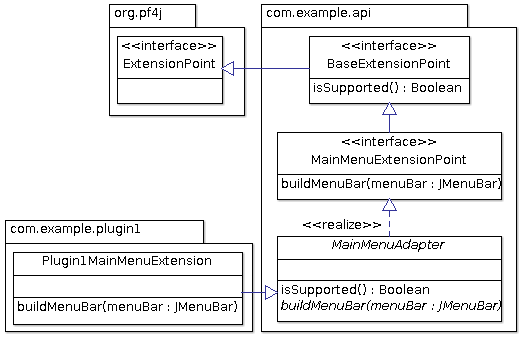 org.pf4j
<<interface>>
ExtensionPoint
com.example.api
<<interface>>
BaseExtensionPoint
isSupported() : Boolean
<<interface>>
MainMenuExtensionPoint
buildMenuBar(menuBar : JMenuBar)
<<realize>>
MainMenuAdapter
isSupported() : Boolean
buildMenuBar(menuBar : JMenuBar)
com.example.plugin1
Plugin1MainMenuExtension
buildMenuBar(menuBar : JMenuBar)